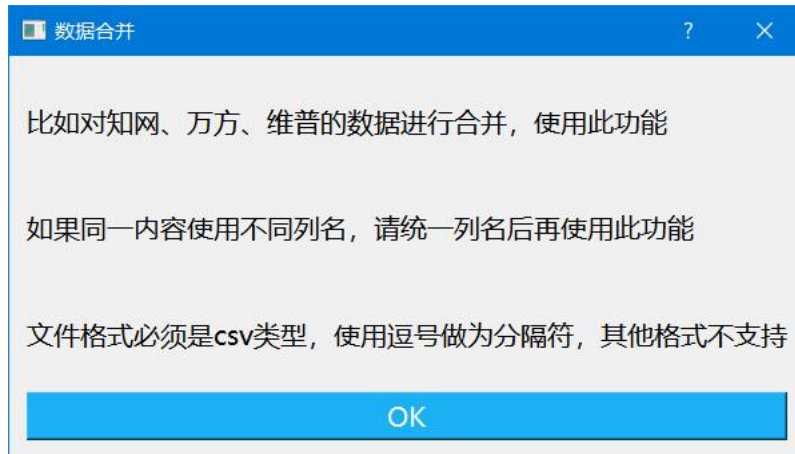 数据合并
比如对知网、万方、维普的数据进行合并，使用此功能
如果同一内容使用不同列名，请统一列名后再使用此功能
文件格式必须是csv类型，使用逗号做为分隔符，其他格式不支持
OK